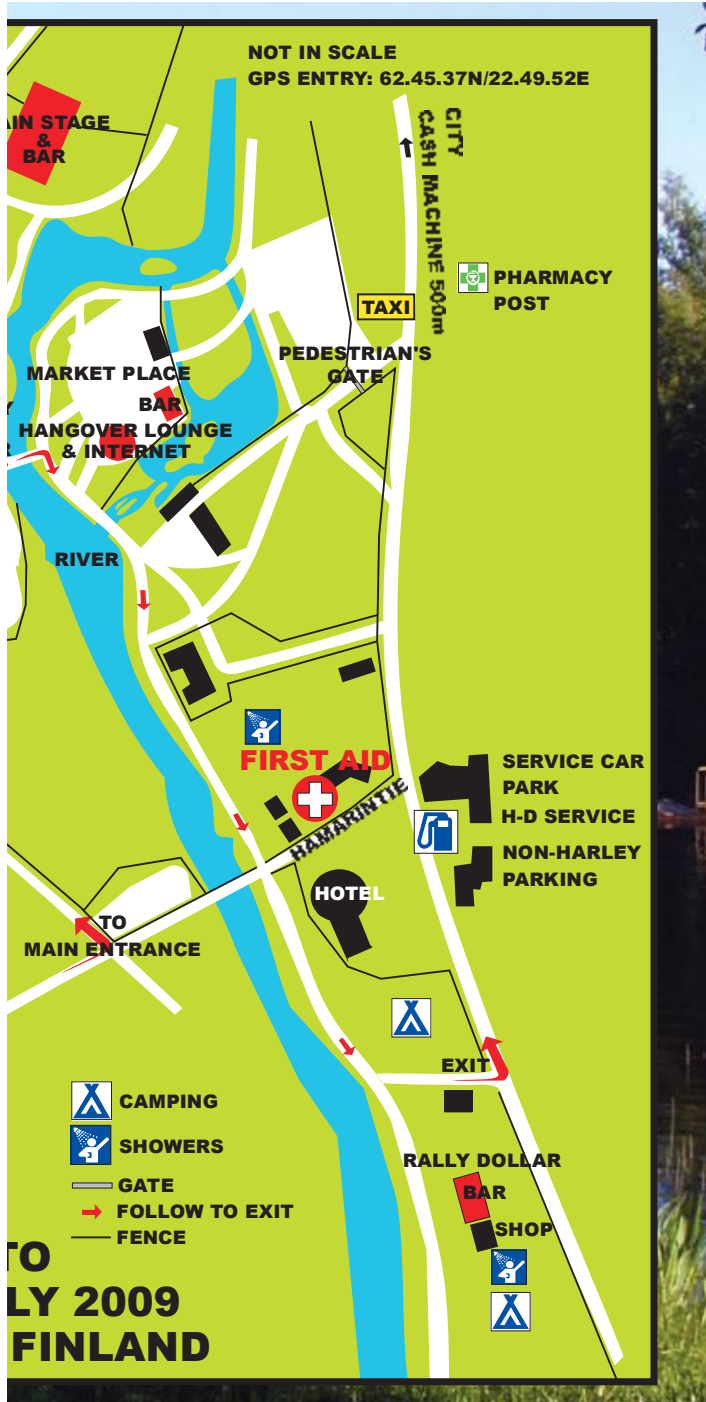 NOT IN SCALE
GPS ENTRY: 62.45.37N/22.49.52E
AIN STAGE
&
BAR
CITY
CASH MACHINE 500m
PHARMACY
POST
TAXI
PEDESTRIAN'S
GATE
MARKET PLACE
BAR
Y
R
HANGOVER LOUNGE
& INTERNET
RIVER
FIRST AID
HAMARINTIE
SERVICE CAR
PARK
H-D SERVICE
NON-HARLEY
PARKING
HOTEL
TO
MAIN ENTRANCE
EXIT
CAMPING
SHOWERS
GATE
FOLLOW TO EXIT
FENCE
RALLY DOLLAR
BAR
SHOP
TO
LY 2009
FINLAND